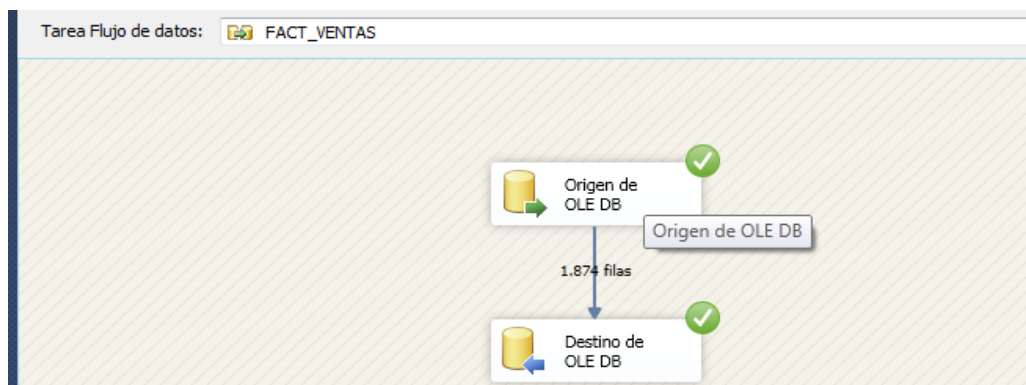 Tarea Flujo de datos: FACT_VENTAS
Origen de
OLE DB
Origen de OLE DB
1.874 filas
Destino de
OLE DB